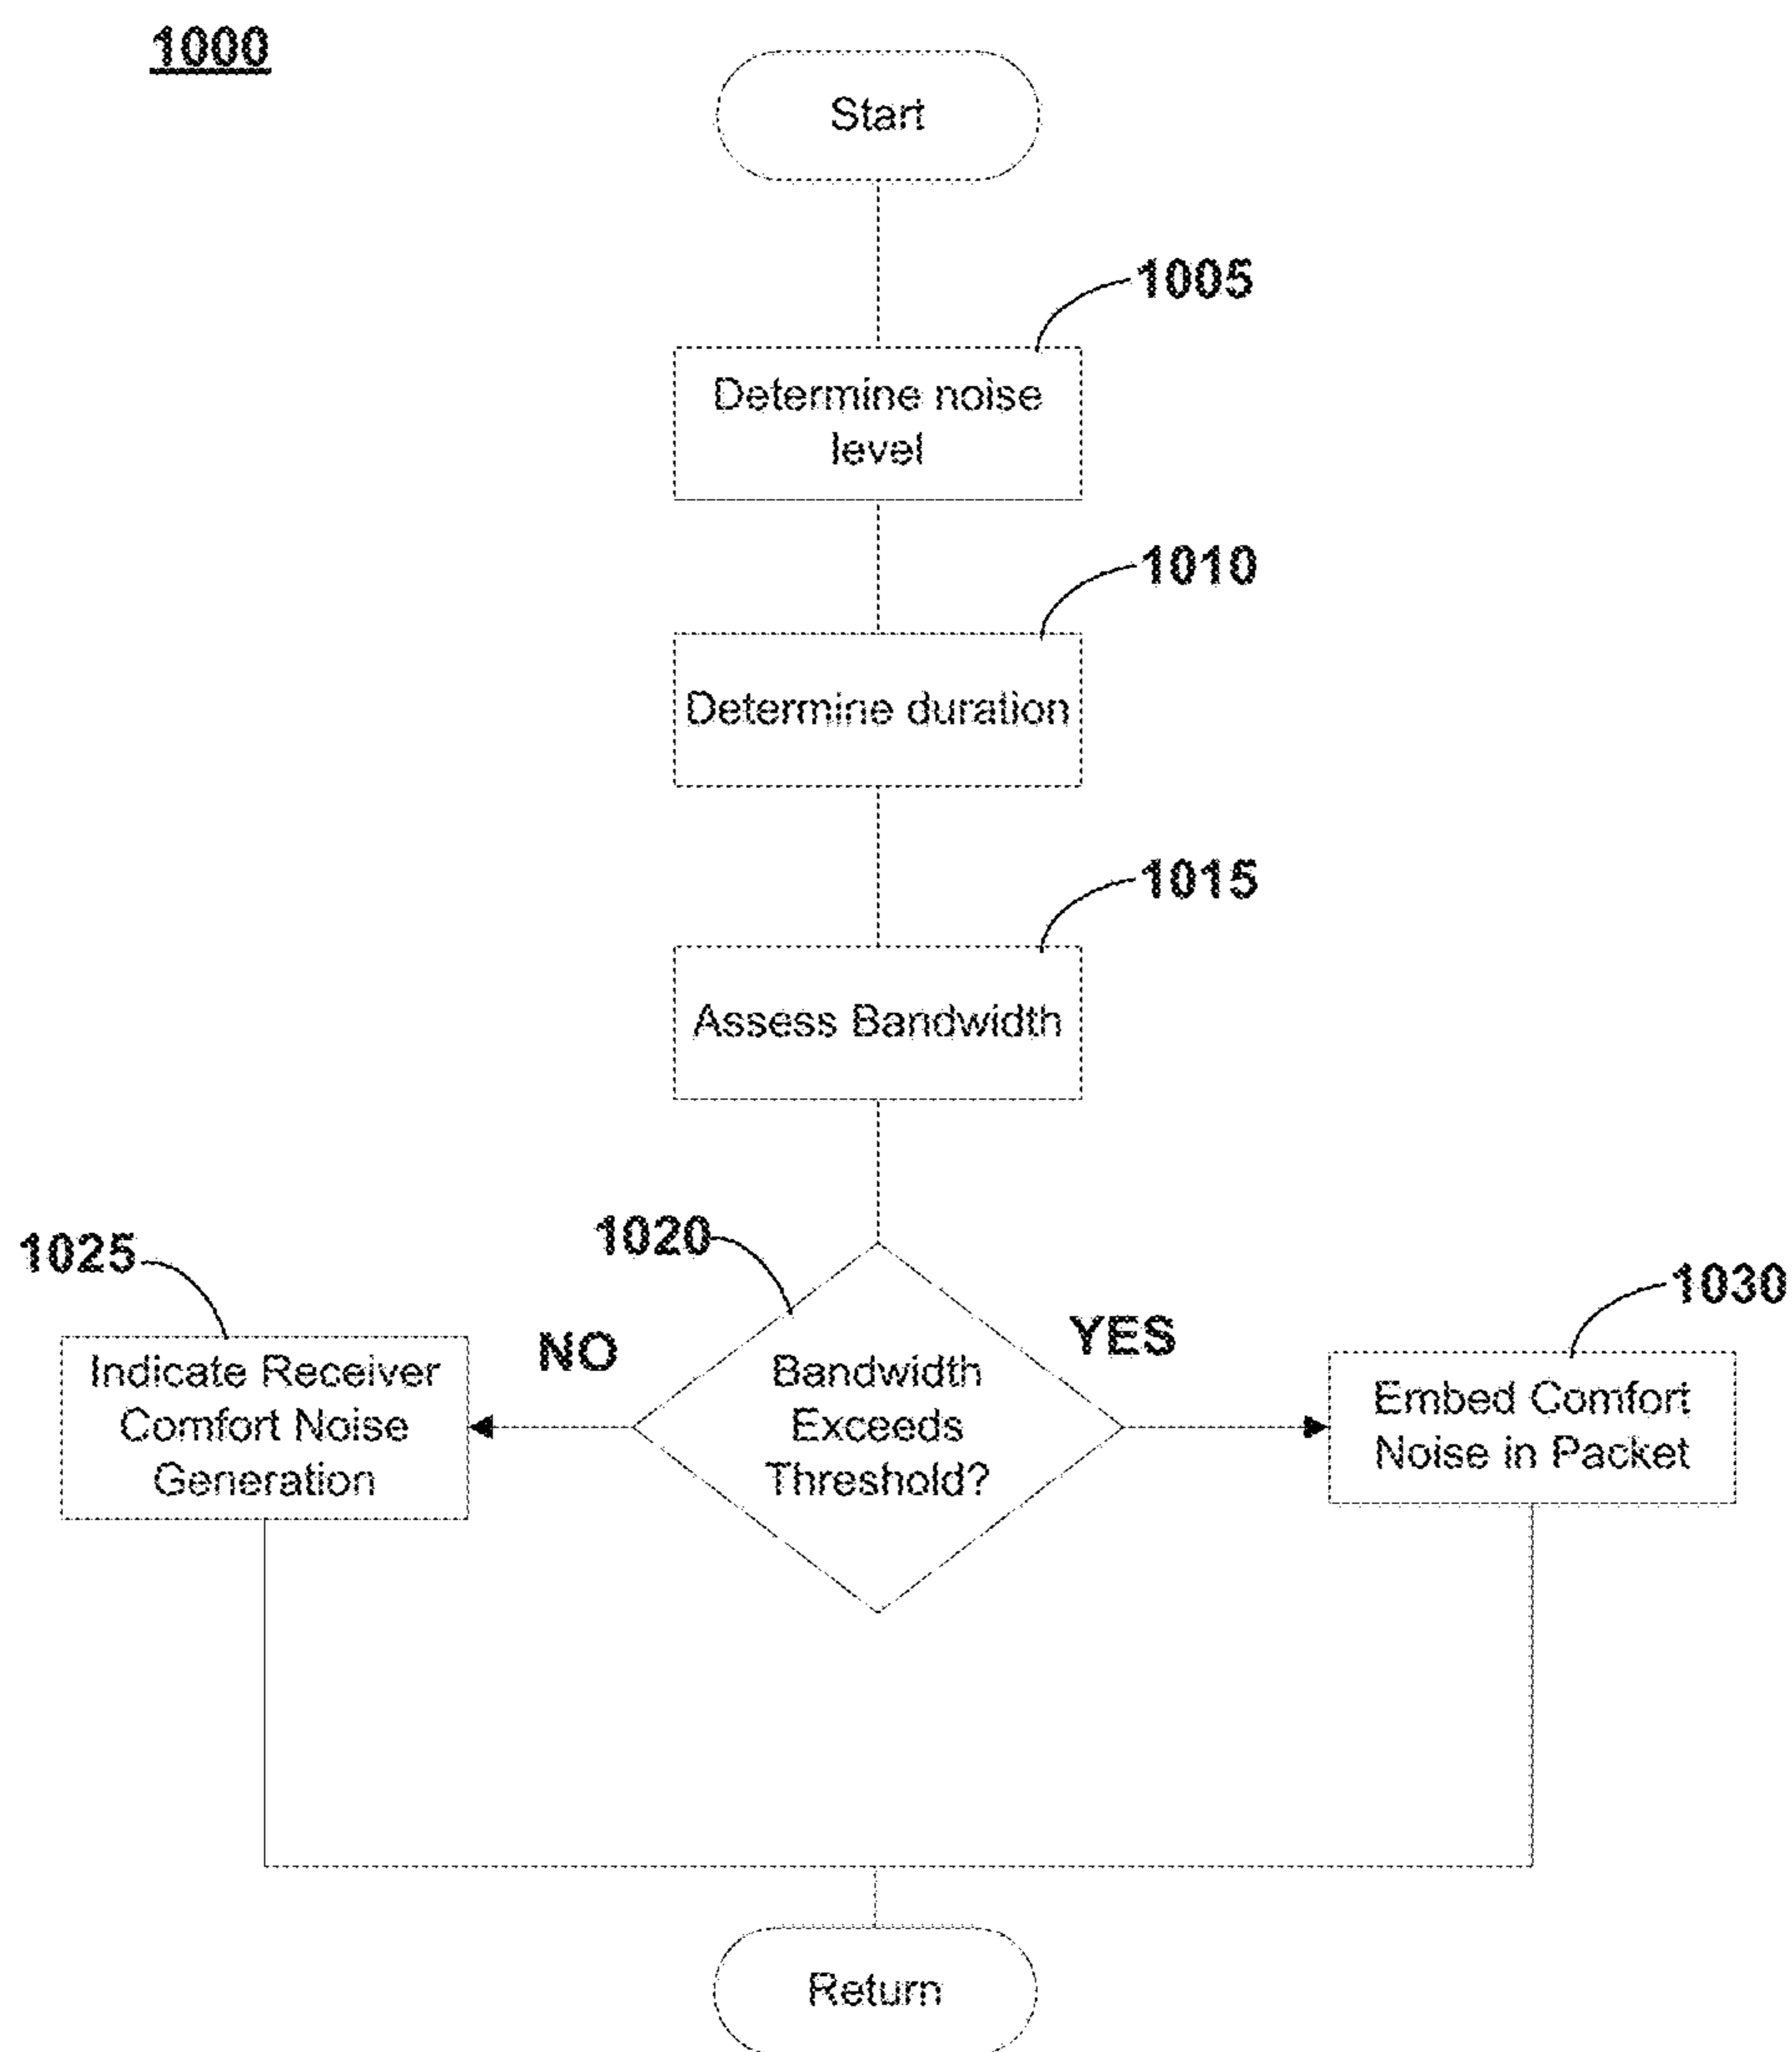 1000
Start
1005
Determine noise
level
1010
Determine duration
1015
Assess Bandwidth
1020
1025
1030
NO
YES
Indicate Receiver
Comfort Noise
Generation
Bandwidth
Exceeds
Threshold?
Embed Comfort
Noise in Packet
Return